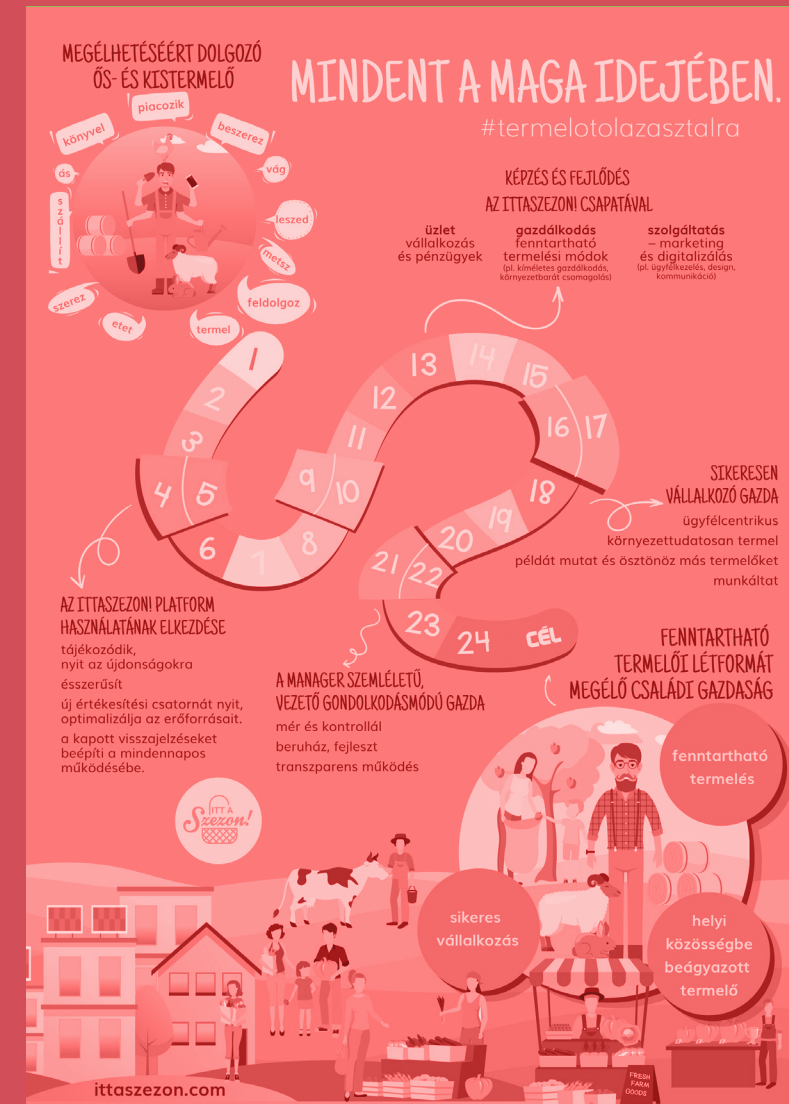 MEGÉLHETÉSÉÉRT DOLGOZÓ
ŐS- ÉS KISTERMELŐ
MINDENT A MAGA IDEJÉBEN.
#termelotolazasztalra
piacozik
könyvel
beszerez
ás
vág
szállít
leszed
metsz
szerez
feldolgoz
etet
termel
KÉPZÉS ÉS FEJLŐDÉS
AZ ITTASZEZON! CSAPATÁVAL
üzlet
vállalkozás
és pénzügyek
gazdálkodás
fenntartható
termelési módok
(pl. kíméletes gazdálkodás,
környezetbarát csomagolás)
szolgáltatás
– marketing
és digitalizálás
(pl. ügyfélkezelés, design,
kommunikáció)
1
2
3
4
5
6
7
8
9
10
11
12
13
14
15
16
17
18
19
20
21
22
23
24
CÉL
SIKERESEN
VÁLLALKOZÓ GAZDA
ügyfélcentrikus
környezettudatosan termel
példát mutat és ösztönöz más termelőket
munkáltat
AZ ITTASZEZON! PLATFORM
HASZNÁLATÁNAK ELKEZDÉSE
tájékozódik,
nyit az újdonságokra
ésszerűsít
új értékesítési csatornát nyit,
optimalizálja az erőforrásait.
a kapott visszajelzéseket
beépíti a mindennapos
működésébe.
A MANAGER SZEMLÉLETŰ,
VEZETŐ GONDOLKODÁSMÓDÚ GAZDA
mér és kontrollál
beruház, fejleszt
transzparens működés
FENNTARTHATÓ
TERMELŐI LÉTFORMÁT
MEGÉLŐ CSALÁDI GAZDASÁG
fenntartható
termelés
sikeres
vállalkozás
helyi
közösségbe
beágyazott
termelő
ITT A
Szezon!
FRESH
FARM
GOODS
ittaszezon.com